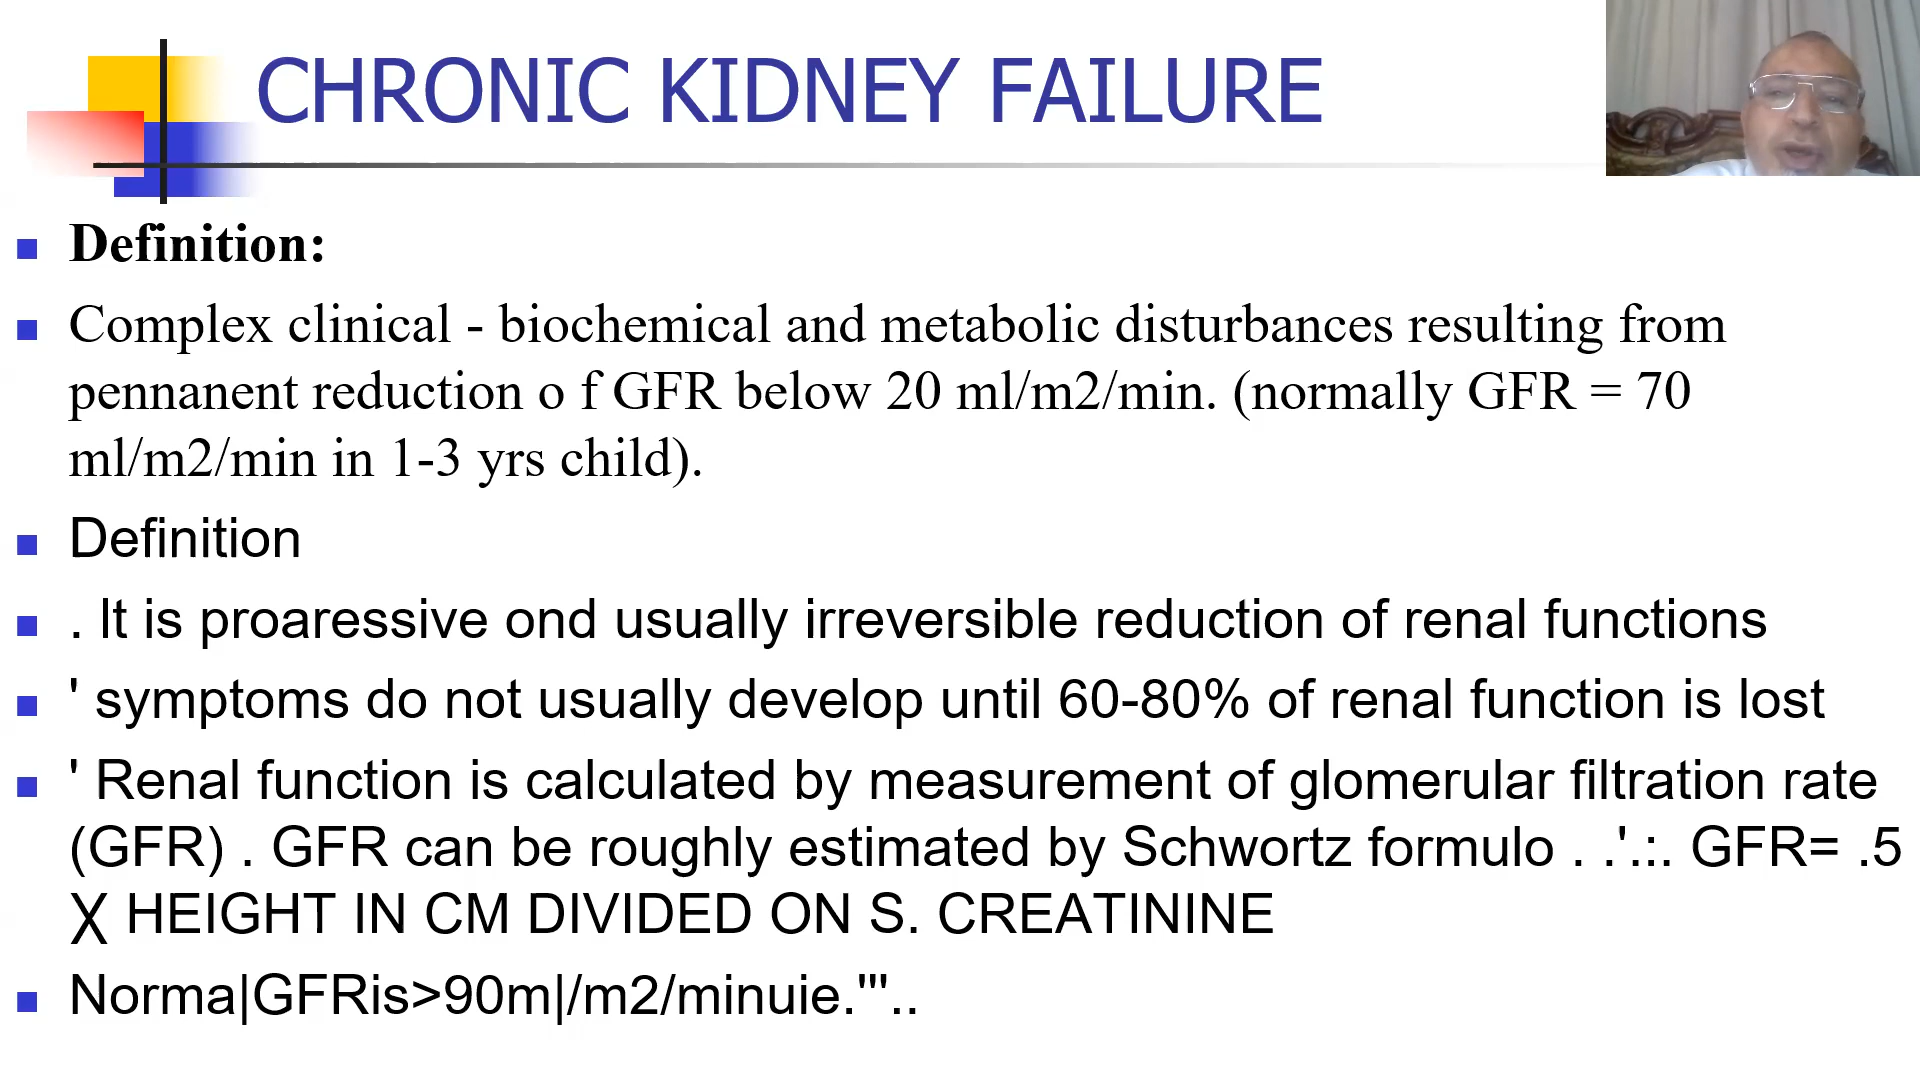 CHRONIC KIDNEY FAILURE
Definition:
Complex clinical - biochemical and metabolic disturbances resulting from
pennanent reduction o f GFR below 20 ml/m2/min. (normally GFR = 70
ml/m2/min in 1-3 yrs child).
Definition
. It is proaressive ond usually irreversible reduction of renal functions
' symptoms do not usually develop until 60-80% of renal function is lost
' Renal function is calculated by measurement of glomerular filtration rate
(GFR) . GFR can be roughly estimated by Schwortz formulo . .'.:. GFR= .5
X HEIGHT IN CM DIVIDED ON S. CREATININE
Norma|GFRis>90m|/m2/minuie.'''..